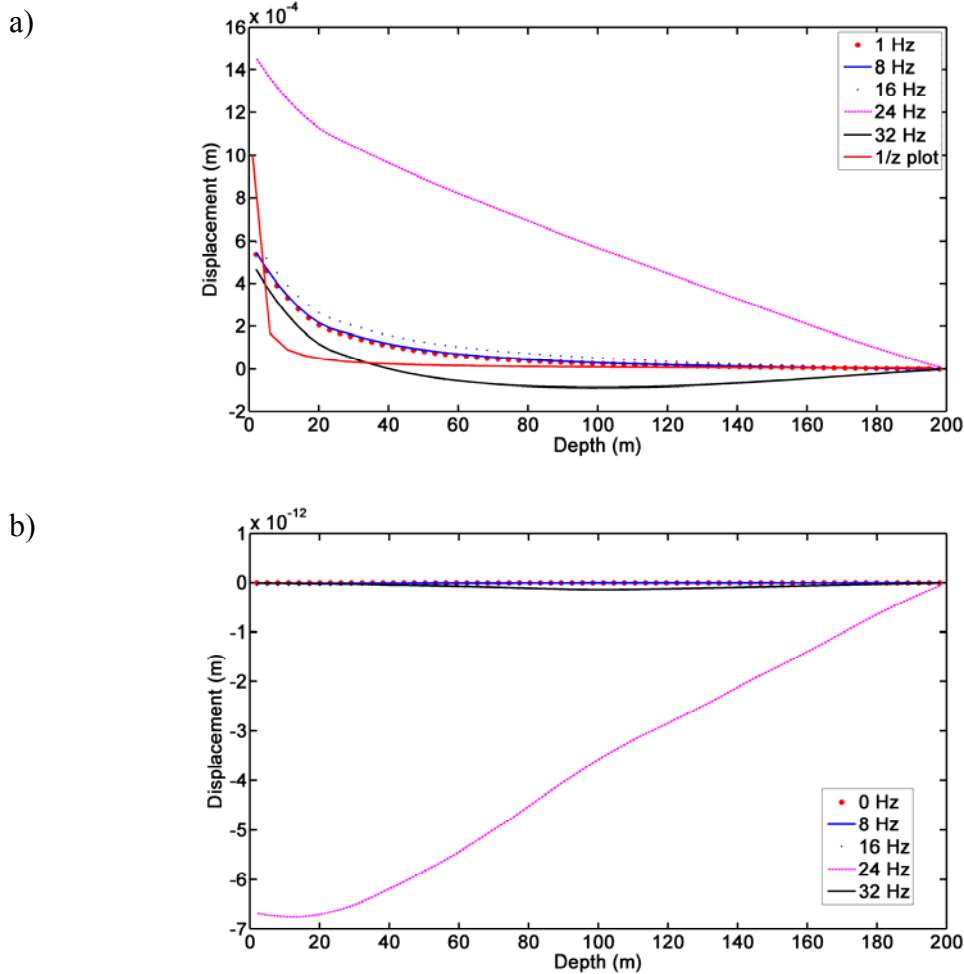 a)
x 10-4
16
14
12
10
8
6
4
2
0
-2
Displacement (m)
0 20 40 60 80 100 120 140 160 180 200
Depth (m)
1 Hz
8 Hz
16 Hz
24 Hz
32 Hz
1/z plot
b)
x 10-12
1
0
-1
-2
-3
-4
-5
-6
-7
Displacement (m)
0 20 40 60 80 100 120 140 160 180 200
Depth (m)
0 Hz
8 Hz
16 Hz
24 Hz
32 Hz